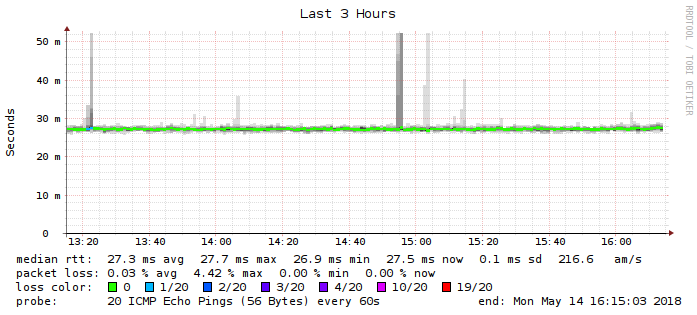 Last 3 Hours
RRDTOOL / TOBI OETIKER
Seconds
50 m
40 m
30 m
20 m
10 m
0
13:20 13:40 14:00 14:20 14:40 15:00 15:20 15:40 16:00
median rtt: 27.3 ms avg 27.7 ms max 26.9 ms min 27.5 ms now 0.1 ms sd 216.6 am/s
packet loss: 0.03 % avg 4.42 % max 0.00 % min 0.00 % now
loss color: 0 1/20 2/20 3/20 4/20 10/20 19/20
probe: 20 ICMP Echo Pings (56 Bytes) every 60s end: Mon May 14 16:15:03 2018